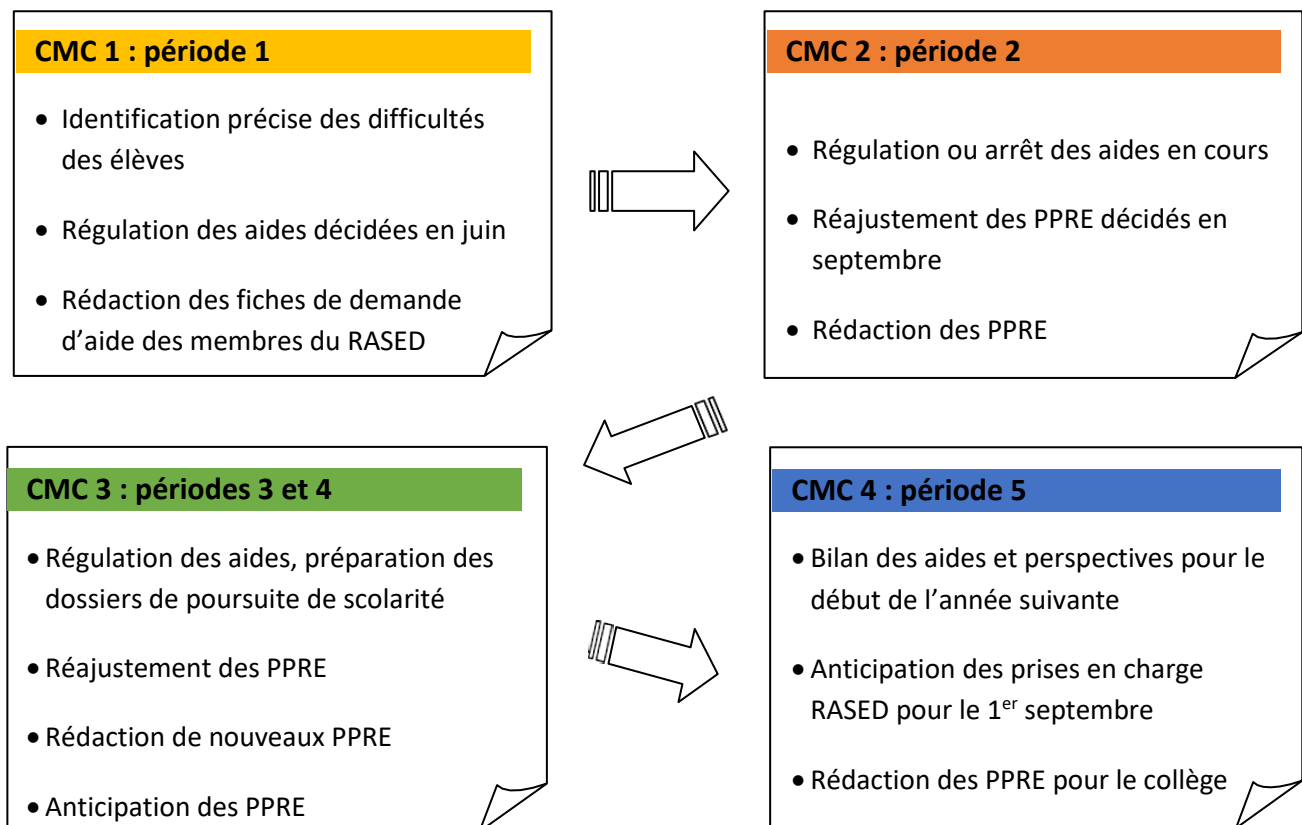 CMC 1 : période 1
• Identification précise des difficultés
des élèves
• Régulation des aides décidées en juin
• Rédaction des fiches de demande
d’aide des membres du RASED
CMC 2 : période 2
• Régulation ou arrêt des aides en cours
• Réajustement des PPRE décidés en
septembre
• Rédaction des PPRE
CMC 3 : périodes 3 et 4
• Régulation des aides, préparation des
dossiers de poursuite de scolarité
• Réajustement des PPRE
• Rédaction de nouveaux PPRE
• Anticipation des PPRE
CMC 4 : période 5
• Bilan des aides et perspectives pour le
début de l’année suivante
• Anticipation des prises en charge
RASED pour le 1er septembre
• Rédaction des PPRE pour le collège